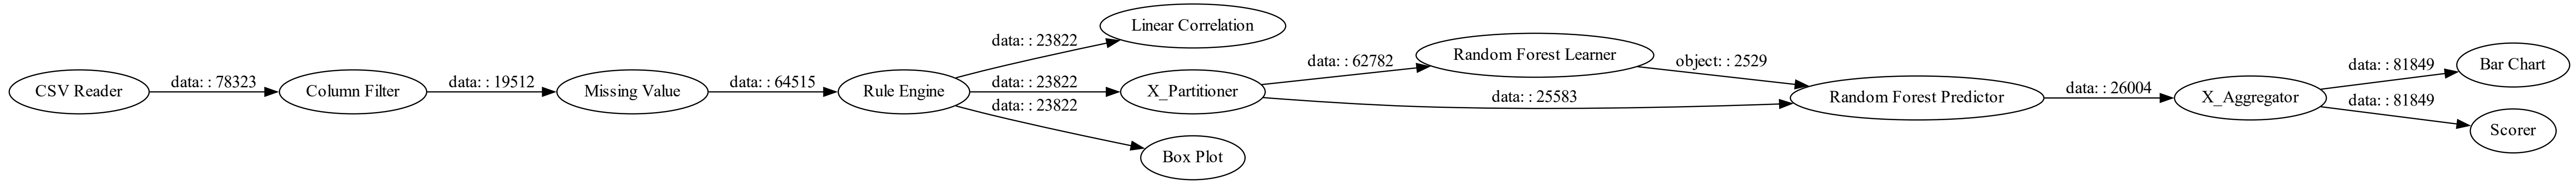 CSV Reader
data: : 78323
Column Filter
data: : 19512
Missing Value
data: : 64515
Rule Engine
data: : 23822
Linear Correlation
data: : 23822
X_Partitioner
data: : 23822
Box Plot
data: : 62782
Random Forest Learner
object: : 2529
data: : 25583
Random Forest Predictor
data: : 26004
X_Aggregator
data: : 81849
Bar Chart
data: : 81849
Scorer